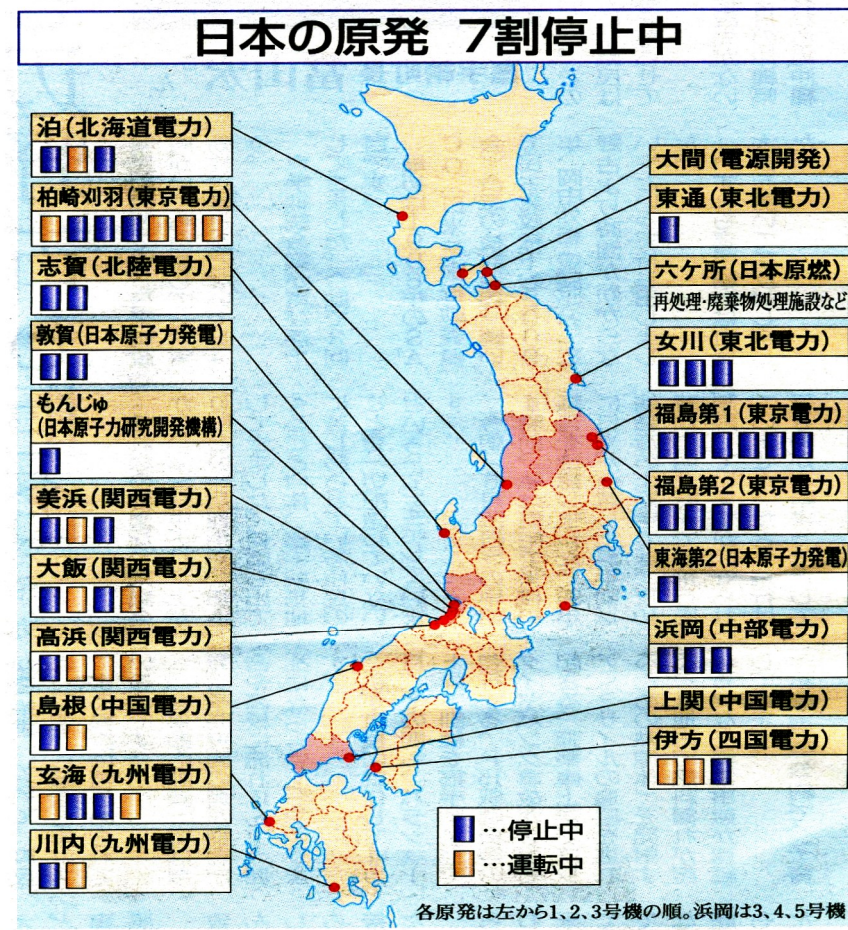 日本の原発 7割停止中
泊(北海道電力)
柏崎刈羽(東京電力)
志賀(北陸電力)
敦賀(日本原子力発電)
もんじゅ
(日本原子力研究開発機構)
美浜(関西電力)
大飯(関西電力)
高浜(関西電力)
島根(中国電力)
玄海(九州電力)
川内(九州電力)
大間(電源開発)
東通(東北電力)
六ケ所(日本原燃)
再処理・廃棄物処理施設など
女川(東北電力)
福島第1(東京電力)
福島第2(東京電力)
東海第2(日本原子力発電)
浜岡(中部電力)
上関(中国電力)
伊方(四国電力)
…停止中
…運転中
各原発は左から1、2、3号機の順。浜岡は3、4、5号機